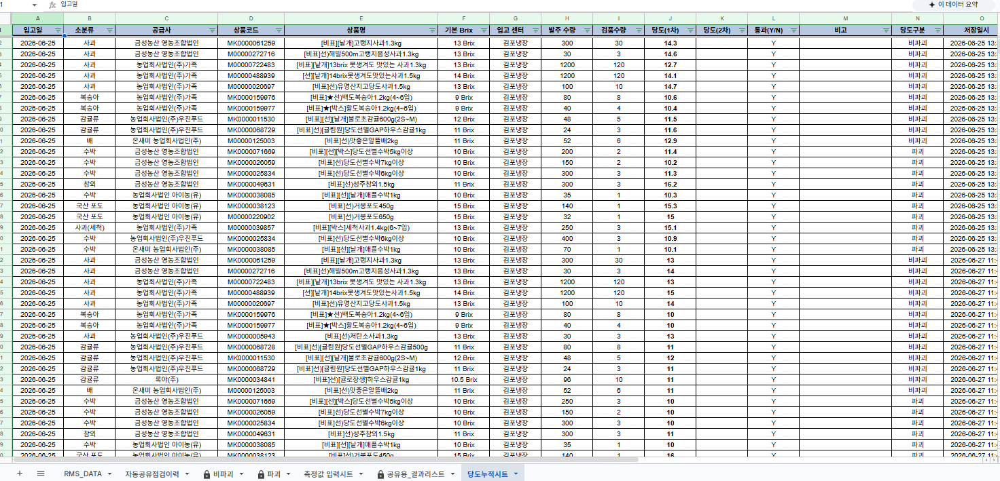 1 fx 입고일 이 데이터 요약
A B C D E F G H I J K L M N O
입고일 소분류 공급사 상품코드 상품명 기본 Brix 입고 센터 발주 수량 검품수량 당도(1차) 당도(2차) 통과(Y/N) 비고 당도구분 저장일시
2026-06-25 사과 금성농산 영농조합법인 MK0000061259 [비표][낱개]고랭지사과1.3kg 13 Brix 김포냉장 300 30 14.3 Y 비파괴 2026-06-25 13:
2026-06-25 사과 금성농산 영농조합법인 M00000272716 [비표]선)해발500m고랭지음성사과1.3kg 13 Brix 김포냉장 30 3 14.6 Y 비파괴 2026-06-25 13:
2026-06-25 사과 농업회사법인(주)가족 M00000722483 [비표][낱개]13brix 못생겨도 맛있는 사과1.3kg 13 Brix 김포냉장 1200 120 12.7 Y 비파괴 2026-06-25 13:
2026-06-25 사과 농업회사법인(주)가족 M00000488939 [선][낱개]14brix못생겨도맛있는사과1.5kg 14 Brix 김포냉장 1200 120 14.1 Y 비파괴 2026-06-25 13:
2026-06-25 사과 농업회사법인(주)가족 M00000020697 [비표]선)유명산지고당도사과1.5kg 13 Brix 김포냉장 100 10 14.7 Y 비파괴 2026-06-25 13:
2026-06-25 복숭아 농업회사법인(주)가족 MK0000159976 [비표]★선)백도복숭아1.2kg(4~6입) 9 Brix 김포냉장 80 8 10.6 Y 비파괴 2026-06-25 13:
2026-06-25 복숭아 농업회사법인(주)가족 MK0000159977 [비표]★[박스]황도복숭아1.2kg(4~6입) 9 Brix 김포냉장 40 4 10.4 Y 비파괴 2026-06-25 13:
2026-06-25 감귤류 농업회사법인(주)우진푸드 MK0000011530 [비표][선][낱개]불로초감귤600g(2S~M) 12 Brix 김포냉장 48 5 11.5 Y 비파괴 2026-06-25 13:
2026-06-25 감귤류 농업회사법인(주)우진푸드 MK0000068729 [비표]선)[귤림원]당도선별GAP하우스감귤1kg 11 Brix 김포냉장 24 3 11.6 Y 비파괴 2026-06-25 13:
2026-06-25 배 온새미 농업회사법인(주) M00000125003 [비표]선)맛좋은알뜰배2kg 11 Brix 김포냉장 52 6 12.9 Y 비파괴 2026-06-25 13:
2026-06-25 수박 금성농산 영농조합법인 MK0000071669 [비표][선][박스]당도선별수박5kg이상 10 Brix 김포냉장 200 2 11.4 Y 파괴 2026-06-25 13:
2026-06-25 수박 금성농산 영농조합법인 MK0000026059 [비표]선)당도선별수박7kg이상 10 Brix 김포냉장 150 2 10.2 Y 파괴 2026-06-25 13:
2026-06-25 수박 금성농산 영농조합법인 MK0000025834 [비표]선)당도선별수박6kg이상 10 Brix 김포냉장 300 3 11.3 Y 파괴 2026-06-25 13:
2026-06-25 참외 금성농산 영농조합법인 MK0000049631 [비표]선)성주참외1.5kg 11 Brix 김포냉장 300 3 16.2 Y 파괴 2026-06-25 13:
2026-06-25 수박 농업회사법인 아이농(유) MK0000038085 [비표][선][낱개]애플수박1kg 10 Brix 김포냉장 35 1 10.3 Y 파괴 2026-06-25 13:
2026-06-25 국산 포도 농업회사법인 아이농(유) MK0000038123 [비표]선)거봉포도450g 15 Brix 김포냉장 140 1 15.3 Y 파괴 2026-06-25 13:
2026-06-25 국산 포도 농업회사법인 아이농(유) M00000220902 [비표]선)거봉포도650g 15 Brix 김포냉장 32 1 15 Y 파괴 2026-06-25 13:
2026-06-25 사과(세척) 농업회사법인(주)가족 M00000039857 [비표][박스]세척사과1.4kg(6~7입) 13 Brix 김포냉장 250 3 15.1 Y 파괴 2026-06-25 13:
2026-06-25 수박 농업회사법인(주)우진푸드 MK0000025834 [비표]선)당도선별수박6kg이상 10 Brix 김포냉장 400 3 10.9 Y 파괴 2026-06-25 13:
2026-06-25 수박 온새미 농업회사법인(주) MK0000038085 [비표][선][낱개]애플수박1kg 10 Brix 김포냉장 70 1 10.1 Y 파괴 2026-06-25 13:
2026-06-25 사과 금성농산 영농조합법인 MK0000061259 [비표][낱개]고랭지사과1.3kg 13 Brix 김포냉장 300 30 13 Y 비파괴 2026-06-27 11:
2026-06-25 사과 금성농산 영농조합법인 M00000272716 [비표]선)해발500m고랭지음성사과1.3kg 13 Brix 김포냉장 30 3 14 Y 비파괴 2026-06-27 11:
2026-06-25 사과 농업회사법인(주)가족 M00000722483 [비표][낱개]13brix 못생겨도 맛있는 사과1.3kg 13 Brix 김포냉장 1200 120 13 Y 비파괴 2026-06-27 11:
2026-06-25 사과 농업회사법인(주)가족 M00000488939 [선][낱개]14brix못생겨도맛있는사과1.5kg 14 Brix 김포냉장 1200 120 15 Y 비파괴 2026-06-27 11:
2026-06-25 사과 농업회사법인(주)가족 M00000020697 [비표]선)유명산지고당도사과1.5kg 13 Brix 김포냉장 100 10 14 Y 비파괴 2026-06-27 11:
2026-06-25 복숭아 농업회사법인(주)가족 MK0000159976 [비표]★선)백도복숭아1.2kg(4~6입) 9 Brix 김포냉장 80 8 10 Y 비파괴 2026-06-27 11:
2026-06-25 복숭아 농업회사법인(주)가족 MK0000159977 [비표]★[박스]황도복숭아1.2kg(4~6입) 9 Brix 김포냉장 40 4 10 Y 비파괴 2026-06-27 11:
2026-06-25 사과 농업회사법인(주)우진푸드 MK0000005943 [비표]선)저탄소사과1.3kg 13 Brix 김포냉장 30 3 13 Y 비파괴 2026-06-27 11:
2026-06-25 감귤류 농업회사법인(주)우진푸드 MK0000068728 [비표]선)[귤림원]당도선별GAP하우스감귤500g 11 Brix 김포냉장 80 8 11 Y 비파괴 2026-06-27 11:
2026-06-25 감귤류 농업회사법인(주)우진푸드 MK0000011530 [비표][선][낱개]불로초감귤600g(2S~M) 12 Brix 김포냉장 48 5 12 Y 비파괴 2026-06-27 11:
2026-06-25 감귤류 농업회사법인(주)우진푸드 MK0000068729 [비표]선)[귤림원]당도선별GAP하우스감귤1kg 11 Brix 김포냉장 24 3 11 Y 비파괴 2026-06-27 11:
2026-06-25 감귤류 록야(주) MK0000034841 [비표]선)[귤로장생]하우스감귤1kg 10.5 Brix 김포냉장 96 10 11 Y 비파괴 2026-06-27 11:
2026-06-25 배 온새미 농업회사법인(주) M00000125003 [비표]선)맛좋은알뜰배2kg 11 Brix 김포냉장 52 6 11 Y 비파괴 2026-06-27 11:
2026-06-25 수박 금성농산 영농조합법인 MK0000071669 [비표][선][박스]당도선별수박5kg이상 10 Brix 김포냉장 250 3 10 Y 파괴 2026-06-27 11:
2026-06-25 수박 금성농산 영농조합법인 MK0000026059 [비표]선)당도선별수박7kg이상 10 Brix 김포냉장 150 2 10 Y 파괴 2026-06-27 11:
2026-06-25 수박 금성농산 영농조합법인 MK0000025834 [비표]선)당도선별수박6kg이상 10 Brix 김포냉장 300 3 10 Y 파괴 2026-06-27 11:
2026-06-25 참외 금성농산 영농조합법인 MK0000049631 [비표]선)성주참외1.5kg 11 Brix 김포냉장 300 3 11 Y 파괴 2026-06-27 11:
2026-06-25 수박 농업회사법인 아이농(유) MK0000038085 [비표][선][낱개]애플수박1kg 10 Brix 김포냉장 35 1 10 Y 파괴 2026-06-27 11:
2026-06-25 국산 포도 농업회사법인 아이농(유) MK0000038123 [비표]선)거봉포도450g 15 Brix 김포냉장 140 1 16 Y 파괴 2026-06-27 11:
RMS_DATA 자동공유점검이력 비파괴 파괴 측정값 입력시트 공유용_결과리스트 당도누적시트